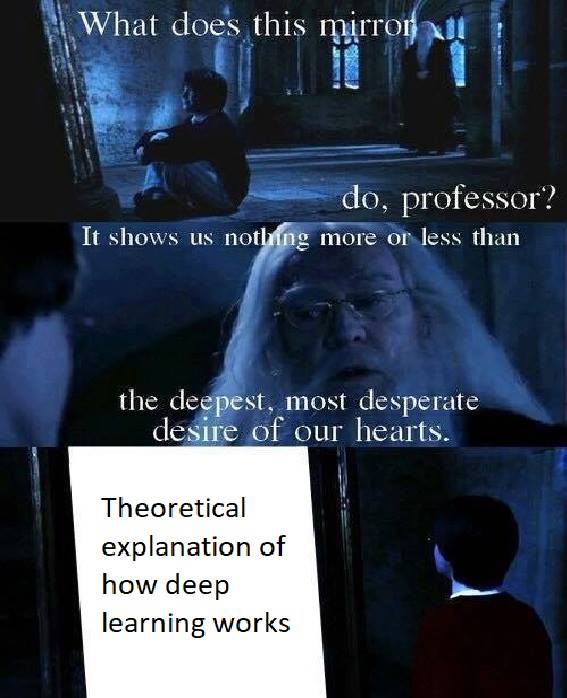 What does this mirror
do, professor?
It shows us nothing more or less than
the deepest, most desperate
desire of our hearts.
Theoretical
explanation of
how deep
learning works